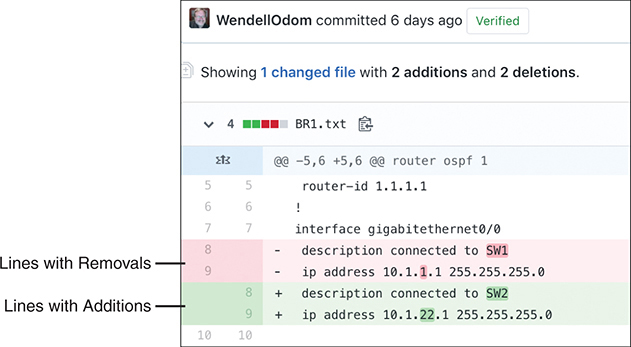 WendellOdom committed 6 days ago Verified
Showing 1 changed file with 2 additions and 2 deletions.
4 BR1.txt
@@ -5,6 +5,6 @@ router ospf 1
5 5 router-id 1.1.1.1
6 6 !
7 7 interface gigabitethernet0/0
8 - description connected to SW1
Lines with Removals
9 - ip address 10.1.1.1 255.255.255.0
8 + description connected to SW2
Lines with Additions
9 + ip address 10.1.22.1 255.255.255.0
10 10